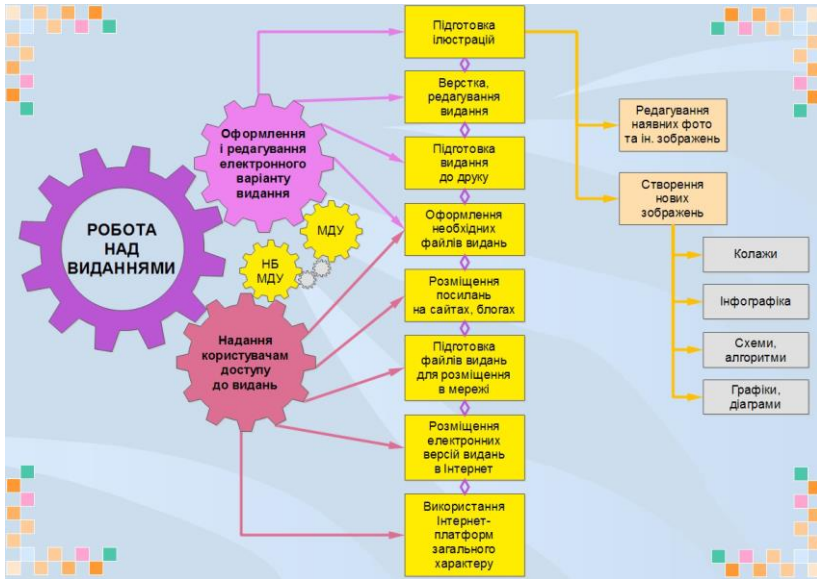 РОБОТА
НАД
ВИДАННЯМИ
Оформлення
і редагування
електронного
варіанту
видання
МДУ
НБ
МДУ
Надання
користувачам
доступу
до видань
Підготовка
ілюстрацій
Верстка,
редагування
видання
Підготовка
видання
до друку
Оформлення
необхідних
файлів видань
Розміщення
посилань
на сайтах, блогах
Підготовка
файлів видань
для розміщення
в мережі
Розміщення
електронних
версій видань
в Інтернет
Використання
Інтернет-
платформ
загального
характеру
Редагування
наявних фото
та ін. зображень
Створення
нових
зображень
Колажи
Інфографіка
Схеми,
алгоритми
Графіки,
діаграми